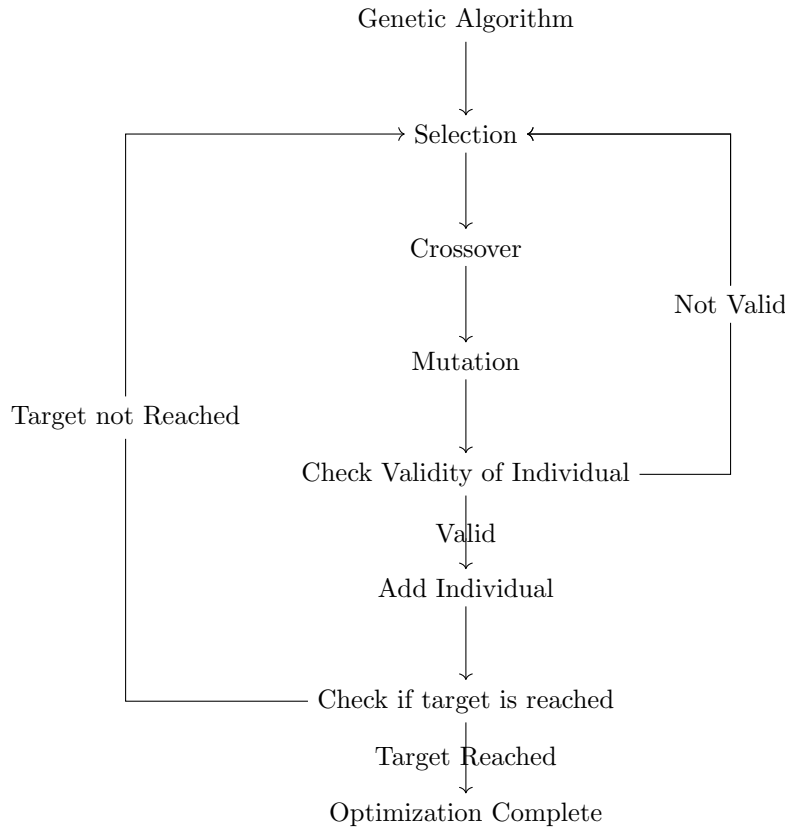 Genetic Algorithm
Selection
Crossover
Not Valid
Mutation
Target not Reached
Check Validity of Individual
Valid
Add Individual
Check if target is reached
Target Reached
Optimization Complete